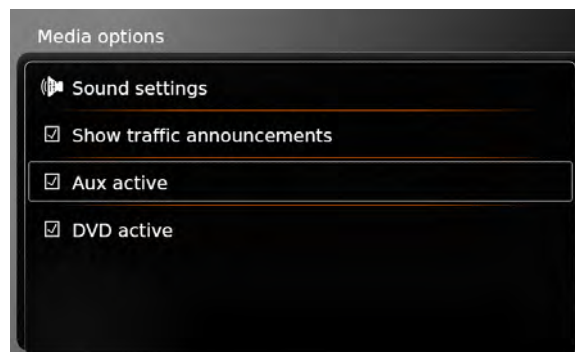 Media options
Sound settings
Show traffic announcements
Aux active
DVD active